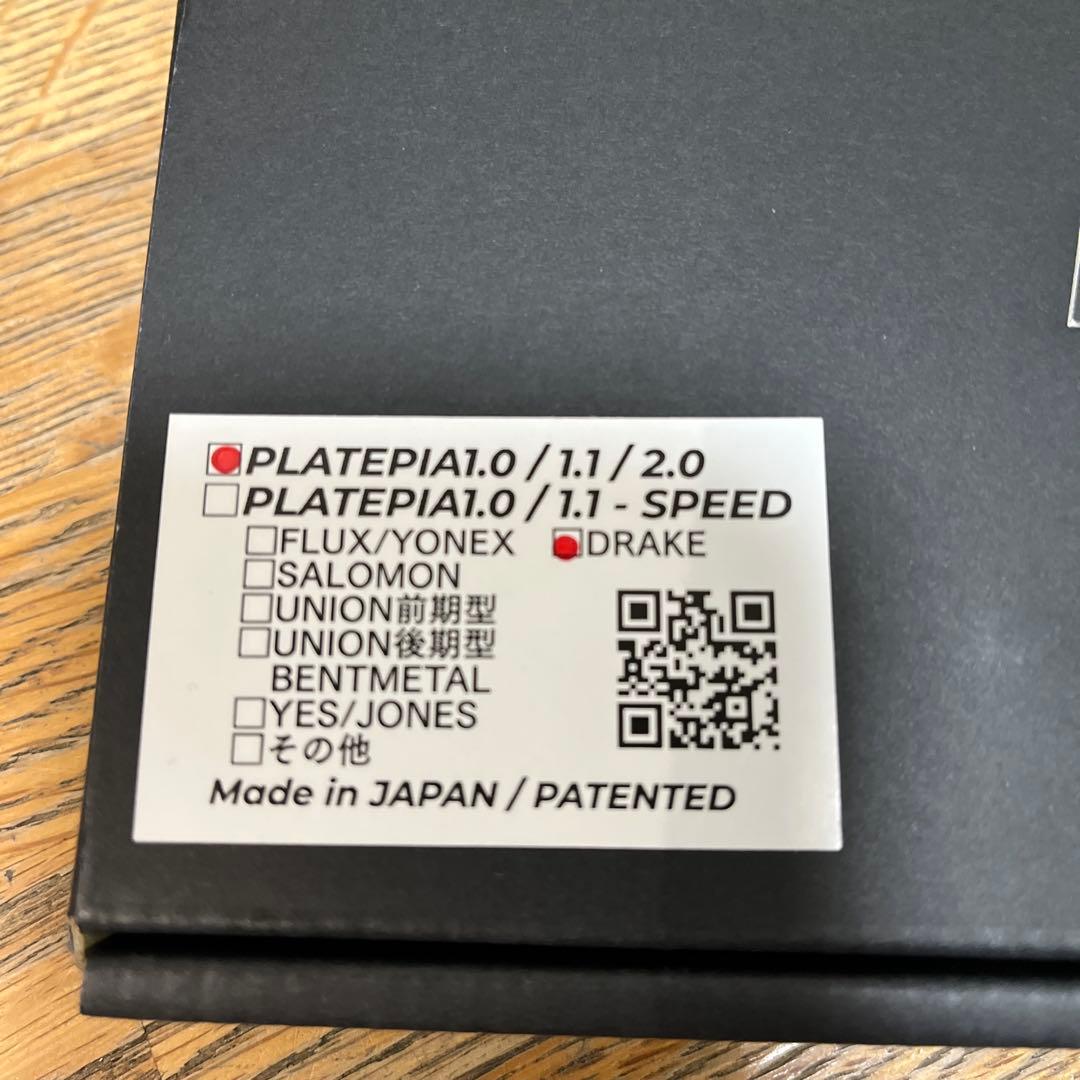 PLATEPIA1.0 / 1.1 / 2.0
PLATEPIA1.0 / 1.1 - SPEED
FLUX/YONEX DRAKE
SALOMON
UNION前期型
UNION後期型
BENTMETAL
YES/JONES
その他
Made in JAPAN / PATENTED